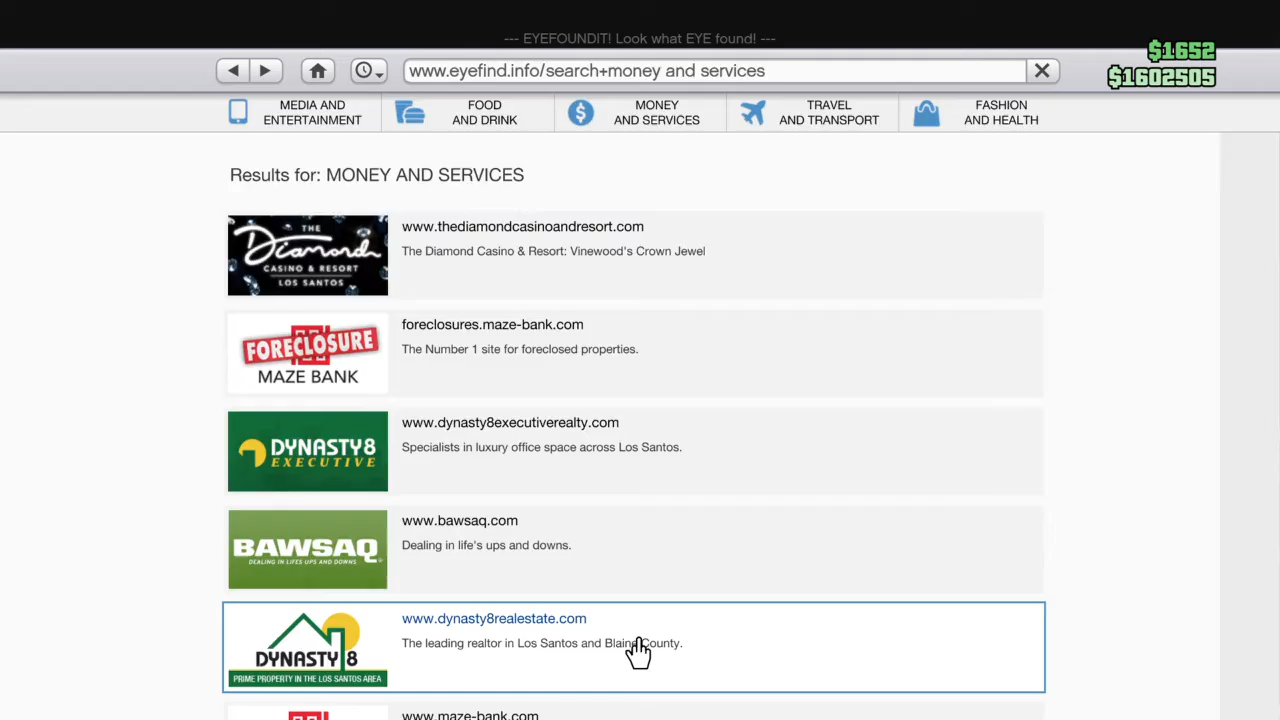 --- EYEFOUNDIT! Look what EYE found! ---
$1652
$1602505
www.eyefind.info/search+money and services
MEDIA AND
ENTERTAINMENT
FOOD
AND DRINK
MONEY
AND SERVICES
TRAVEL
AND TRANSPORT
FASHION
AND HEALTH
Results for: MONEY AND SERVICES
THE
Diamond
CASINO & RESORT
LOS SANTOS
www.thediamondcasinoandresort.com
The Diamond Casino & Resort: Vinewood's Crown Jewel
FORECLOSURE
MAZE BANK
foreclosures.maze-bank.com
The Number 1 site for foreclosed properties.
DYNASTY8
EXECUTIVE
www.dynasty8executiverealty.com
Specialists in luxury office space across Los Santos.
BAWSAQ
DEALING IN LIFE'S UPS AND DOWNS
www.bawsaq.com
Dealing in life's ups and downs.
DYNASTY 8
PRIME PROPERTY IN THE LOS SANTOS AREA
www.dynasty8realestate.com
The leading realtor in Los Santos and Blaine County.
www.maze-bank.com